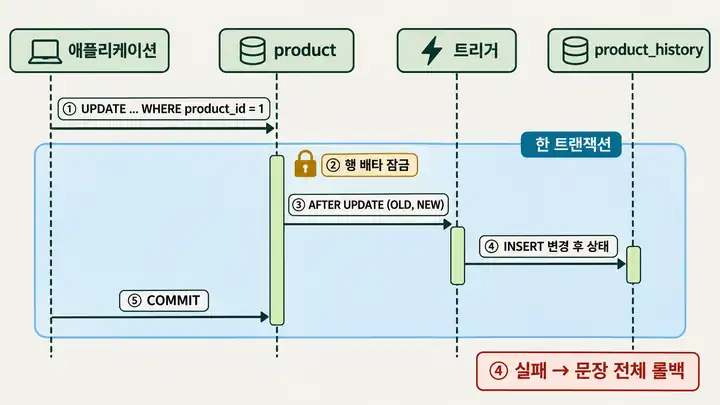 애플리케이션
product
트리거
product_history
① UPDATE ... WHERE product_id = 1
한 트랜잭션
② 행 배타 잠금
③ AFTER UPDATE (OLD, NEW)
④ INSERT 변경 후 상태
⑤ COMMIT
④ 실패 → 문장 전체 롤백